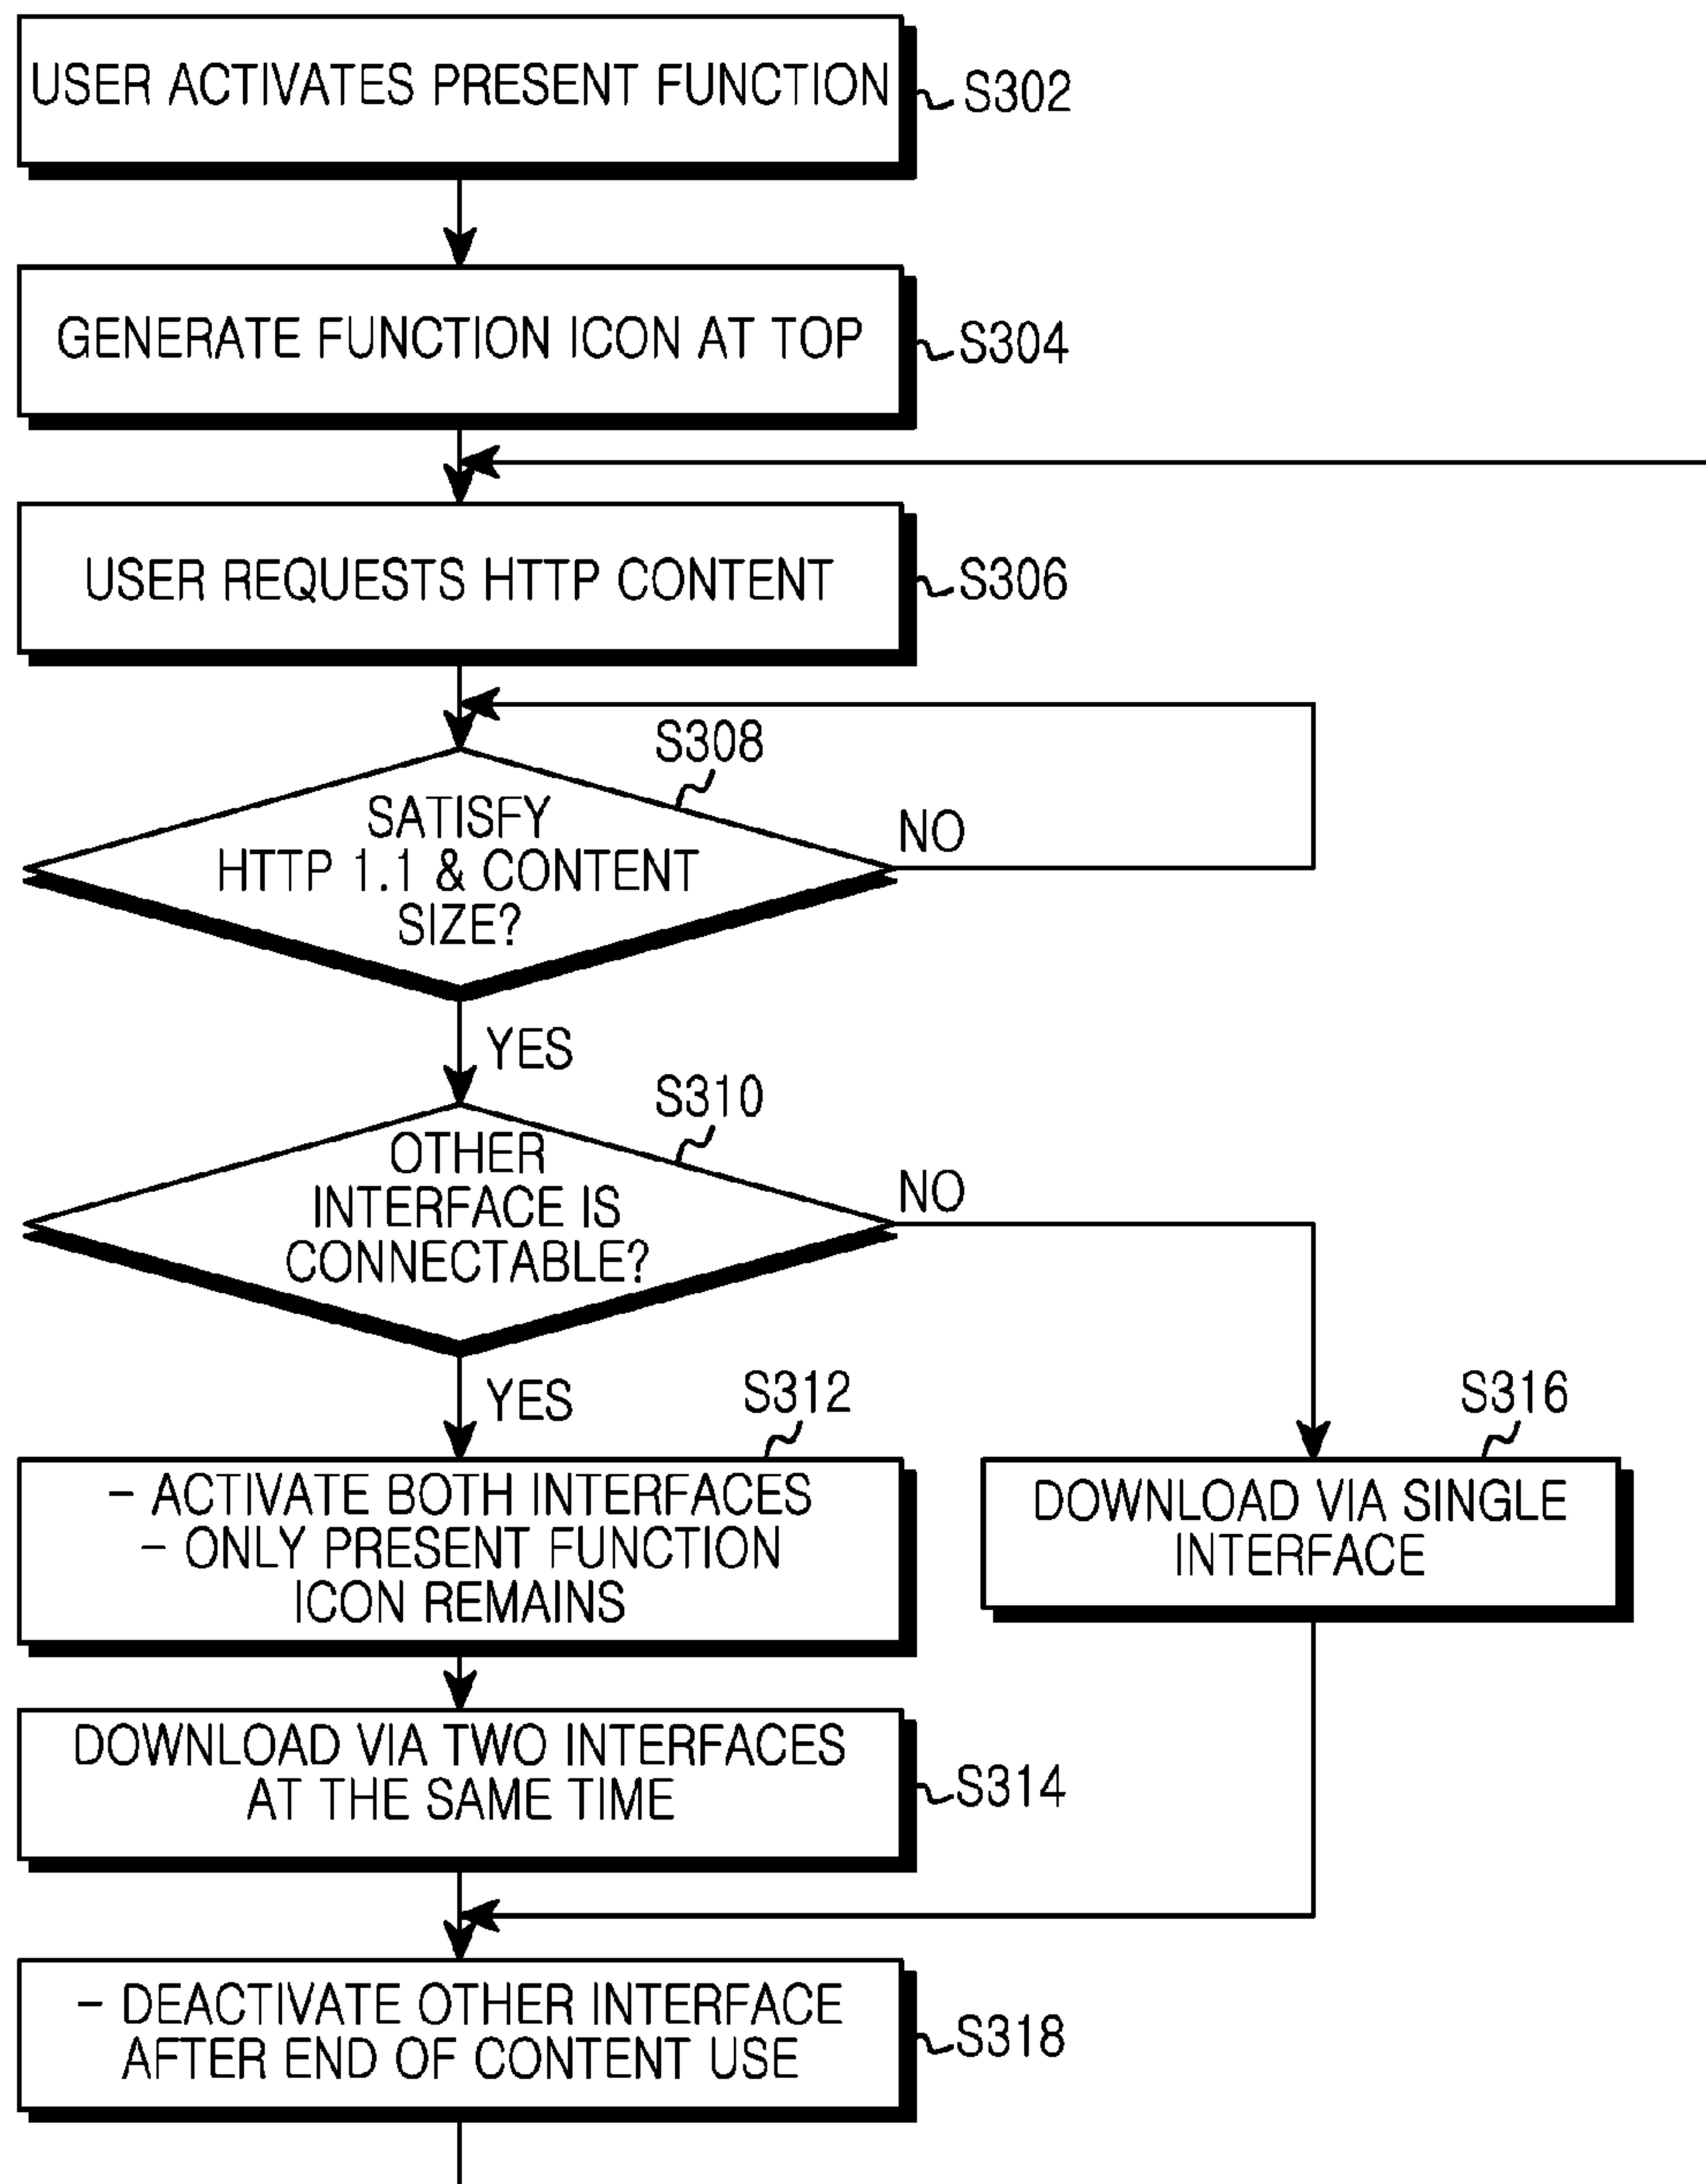 USER ACTIVATES PRESENT FUNCTION
S302
GENERATE FUNCTION ICON AT TOP
S304
USER REQUESTS HTTP CONTENT
S306
S308
SATISFY
HTTP 1.1 & CONTENT
SIZE?
NO
YES
S310
OTHER
INTERFACE IS
CONNECTABLE?
NO
YES
S312
- ACTIVATE BOTH INTERFACES
- ONLY PRESENT FUNCTION
ICON REMAINS
S316
DOWNLOAD VIA SINGLE
INTERFACE
DOWNLOAD VIA TWO INTERFACES
AT THE SAME TIME
S314
- DEACTIVATE OTHER INTERFACE
AFTER END OF CONTENT USE
S318